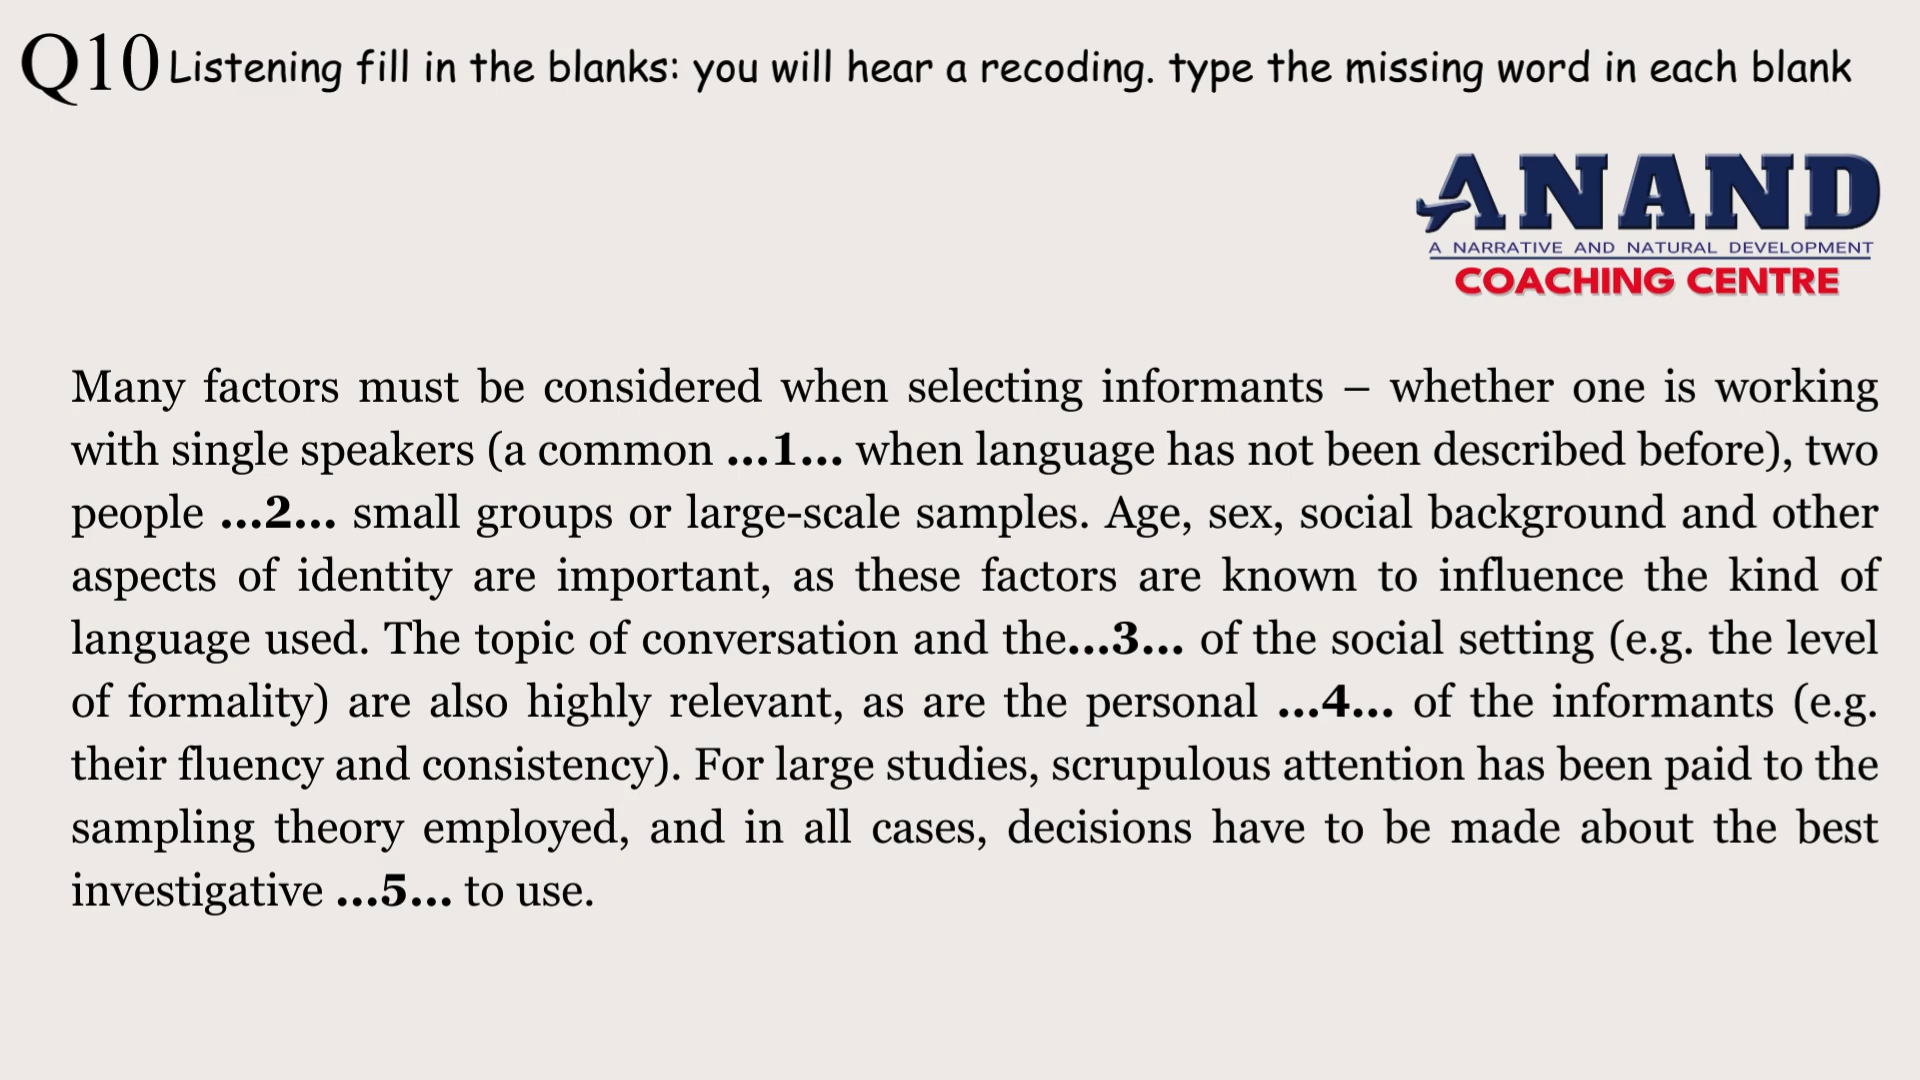 Q10 Listening fill in the blanks: you will hear a recoding. type the missing word in each blank
ANAND
A NARRATIVE AND NATURAL DEVELOPMENT
COACHING CENTRE
Many factors must be considered when selecting informants – whether one is working
with single speakers (a common ...1... when language has not been described before), two
people ...2... small groups or large-scale samples. Age, sex, social background and other
aspects of identity are important, as these factors are known to influence the kind of
language used. The topic of conversation and the...3... of the social setting (e.g. the level
of formality) are also highly relevant, as are the personal ...4... of the informants (e.g.
their fluency and consistency). For large studies, scrupulous attention has been paid to the
sampling theory employed, and in all cases, decisions have to be made about the best
investigative ...5... to use.